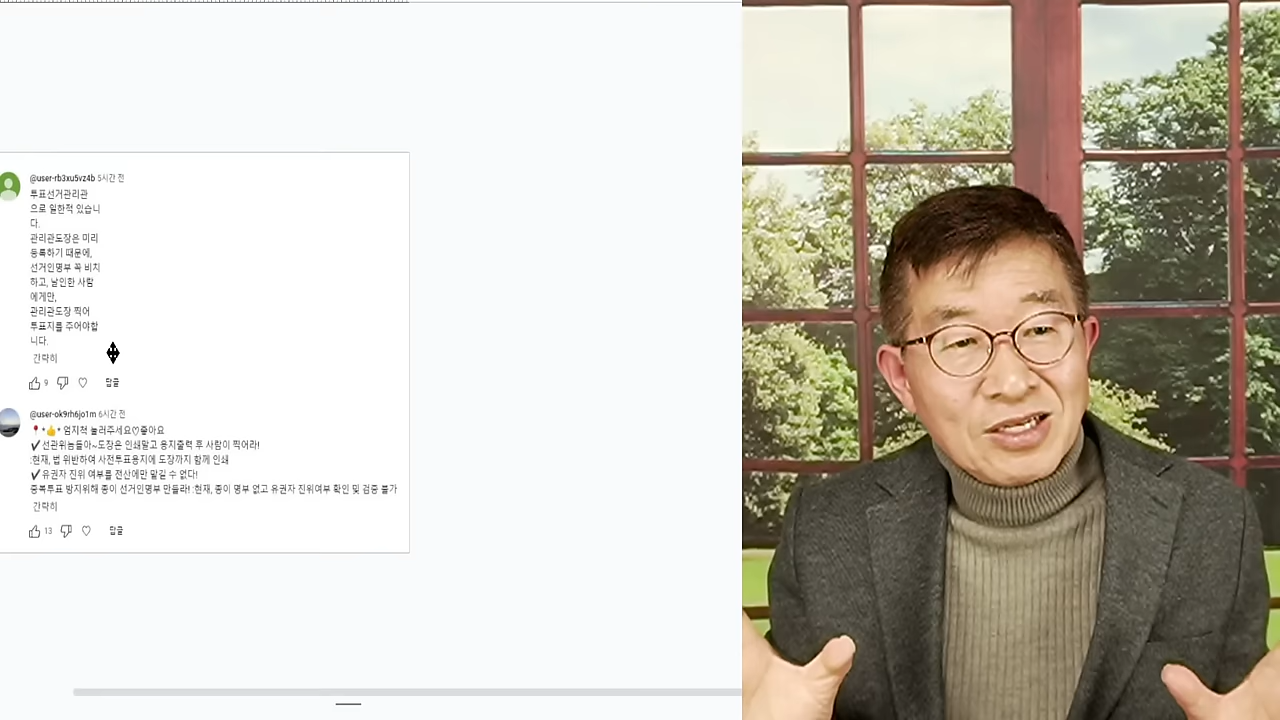 @user-rb3xu5vz4b 5시간 전
투표선거관리관
으로 일한적 있습니
다.
관리관도장은 미리
등록하기 때문에,
선거인명부 꼭 비치
하고, 날인한 사람
에게만,
관리관도장 찍어
투표지를 주어야합
니다.
간략히
9 답글
@user-ok9rh6jo1m 6시간 전
📍*👍* 엄지척 눌러주세요♡좋아요
✔선관위놈들아~도장은 인쇄말고 용지출력 후 사람이 찍어라!
:현재, 법 위반하여 사전투표용지에 도장까지 함께 인쇄
✔유권자 진위 여부를 전산에만 맡길 수 없다!
중복투표 방지위해 종이 선거인명부 만들라! :현재, 종이 명부 없고 유권자 진위여부 확인 및 검증 불가
간략히
13 답글